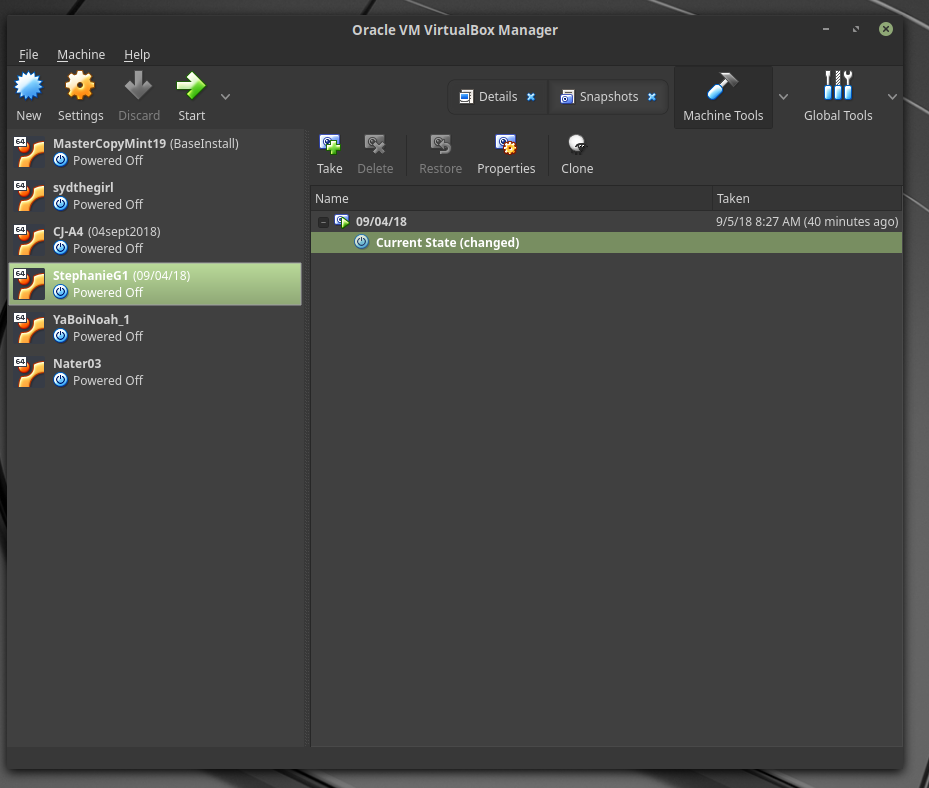 Oracle VM VirtualBox Manager
File Machine Help
New Settings Discard Start Details Snapshots Machine Tools Global Tools
64 MasterCopyMint19 (BaseInstall)
Powered Off
64 sydthegirl
Powered Off
64 CJ-A4 (04sept2018)
Powered Off
64 StephanieG1 (09/04/18)
Powered Off
64 YaBoiNoah_1
Powered Off
64 Nater03
Powered Off
Take Delete Restore Properties Clone
Name Taken
09/04/18 9/5/18 8:27 AM (40 minutes ago)
Current State (changed)